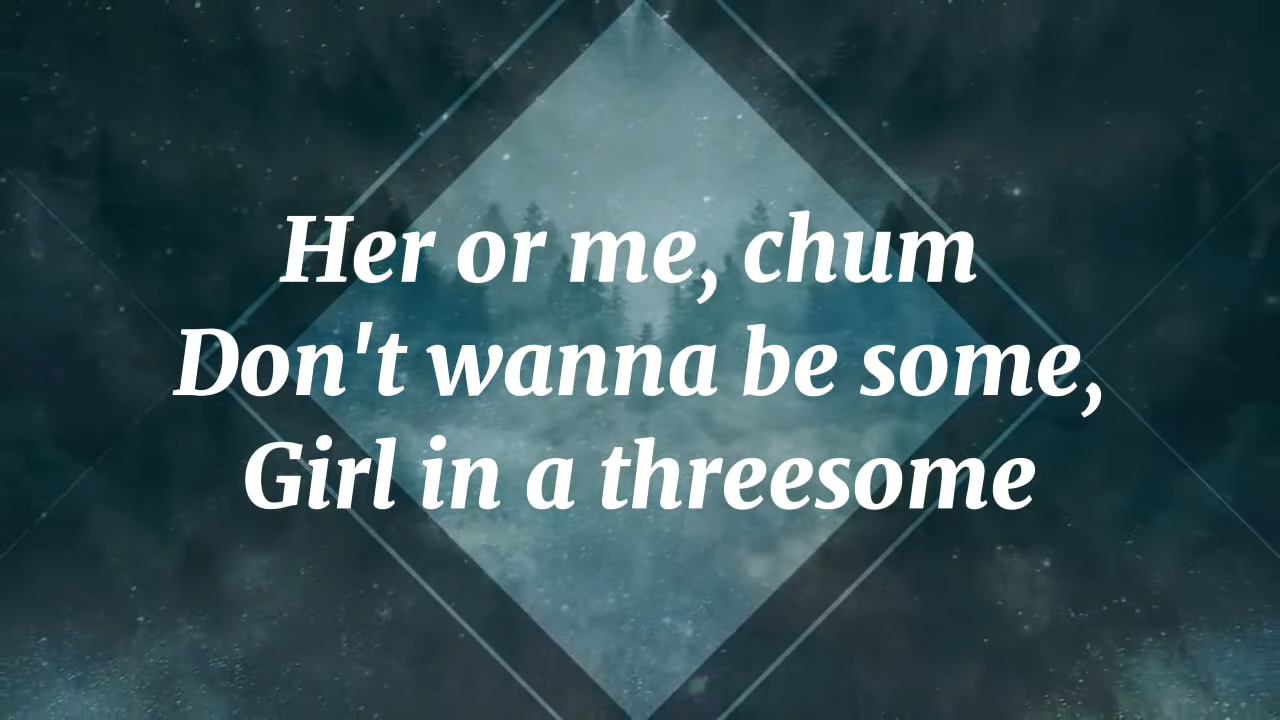 Her or me, chum
Don't wanna be some,
Girl in a threesome